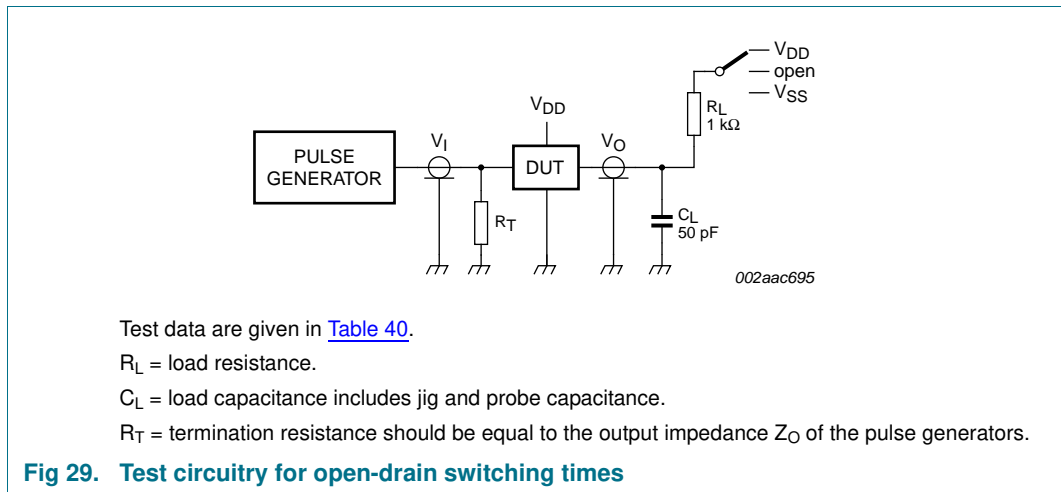 VDD
open
VSS
RL
1 kΩ
VDD
VI
VO
PULSE
GENERATOR
DUT
RT
CL
50 pF
002aac695
Test data are given in Table 40.
RL = load resistance.
CL = load capacitance includes jig and probe capacitance.
RT = termination resistance should be equal to the output impedance ZO of the pulse generators.
Fig 29. Test circuitry for open-drain switching times